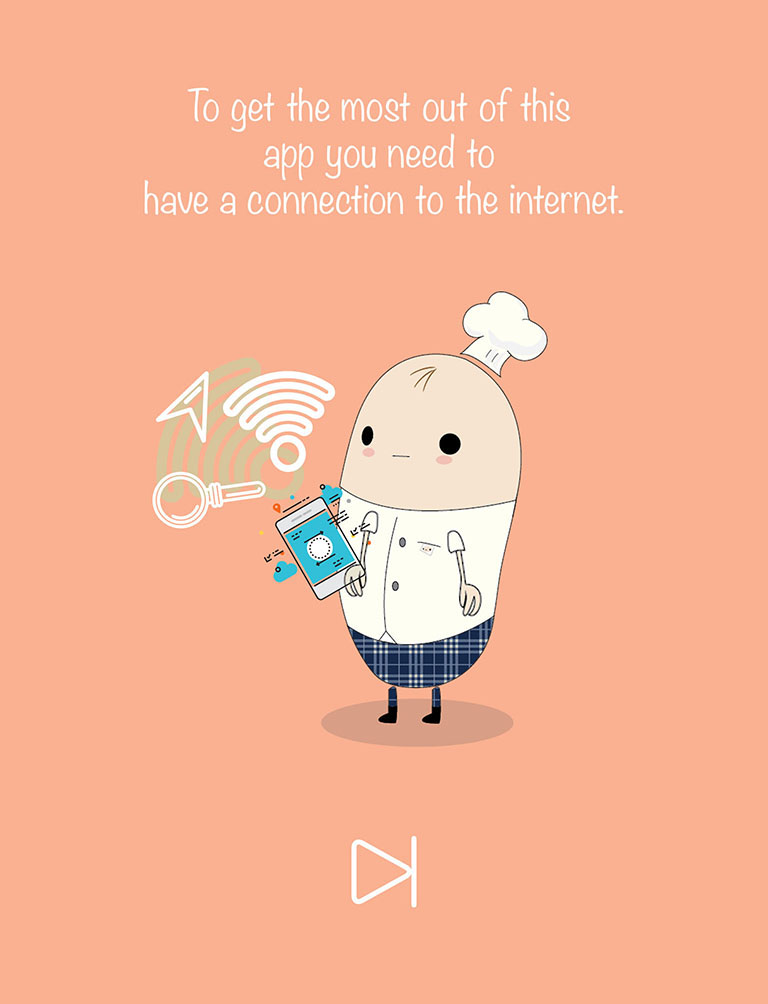 To get the most out of this
app you need to
have a connection to the internet.